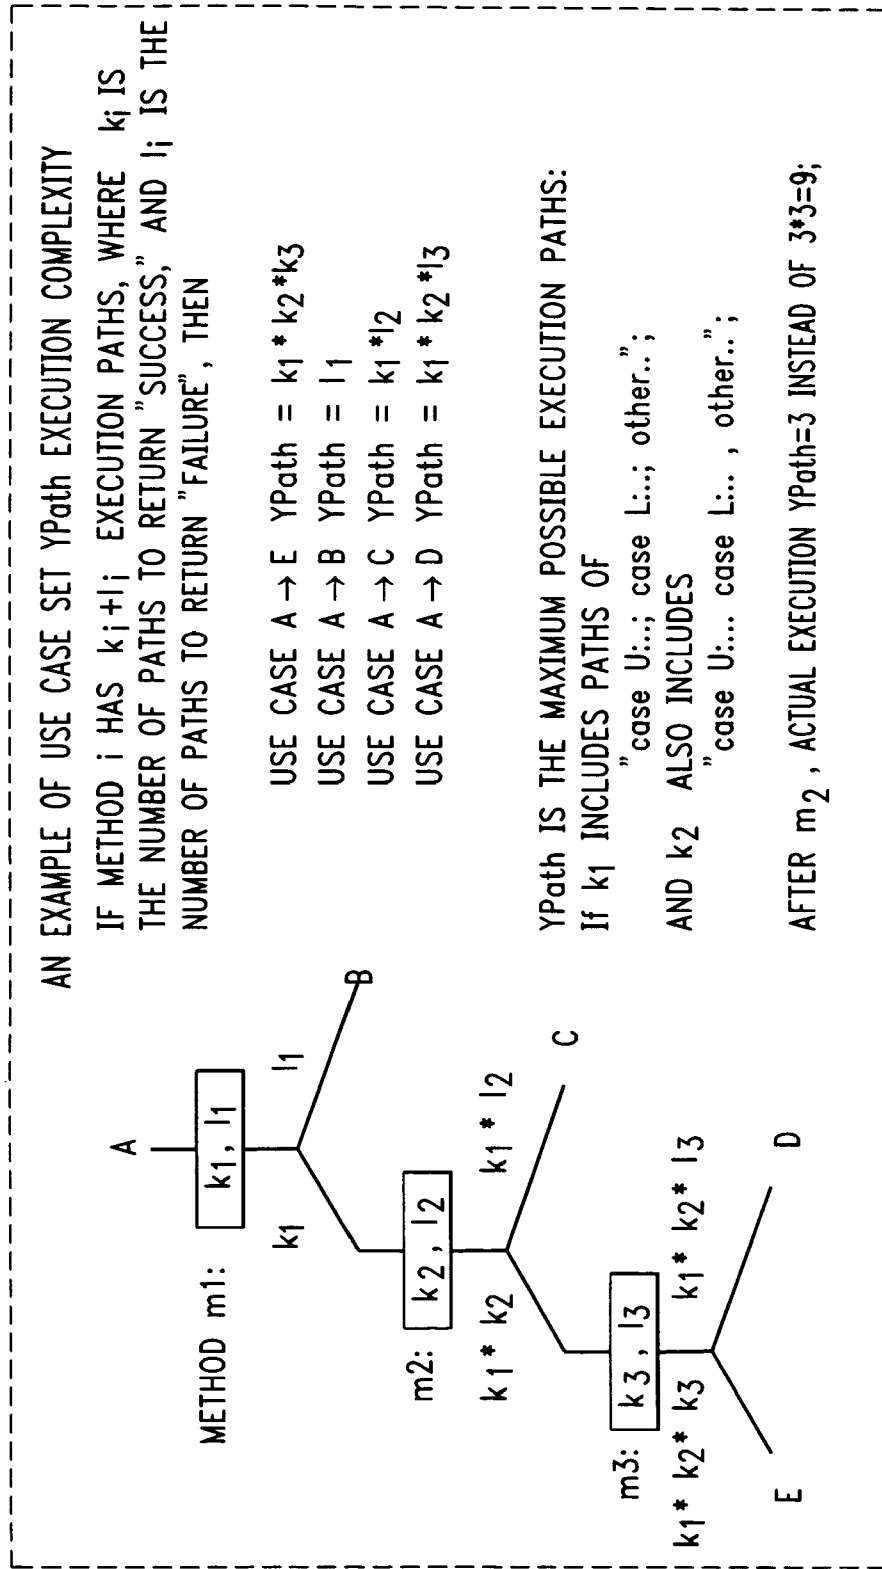 AN EXAMPLE OF USE CASE SET YPath EXECUTION COMPLEXITY
IF METHOD i HAS ki+li EXECUTION PATHS, WHERE ki IS
THE NUMBER OF PATHS TO RETURN "SUCCESS," AND li IS THE
NUMBER OF PATHS TO RETURN "FAILURE", THEN
USE CASE A → E YPath = k1 * k2*k3
USE CASE A → B YPath = l1
USE CASE A → C YPath = k1 *l2
USE CASE A → D YPath = k1 * k2 *l3
YPath IS THE MAXIMUM POSSIBLE EXECUTION PATHS:
If k1 INCLUDES PATHS OF
"case U:..; case L:..; other..";
AND k2 ALSO INCLUDES
"case U:... case L:... , other..";
AFTER m2 , ACTUAL EXECUTION YPath=3 INSTEAD OF 3*3=9;
A
METHOD m1:
k1, l1
k1
l1
B
m2:
k2, l2
k1* k2
k1 * l2
C
m3:
k3, l3
k1* k2* k3
k1* k2* l3
E
D